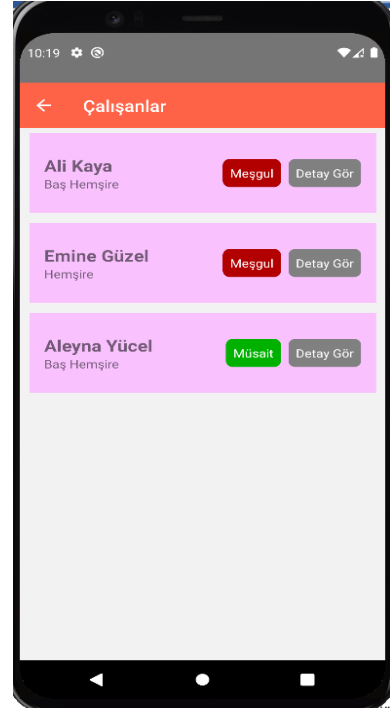 10:19
Çalışanlar
Ali Kaya
Baş Hemşire
Meşgul
Detay Gör
Emine Güzel
Hemşire
Meşgul
Detay Gör
Aleyna Yücel
Baş Hemşire
Müsait
Detay Gör